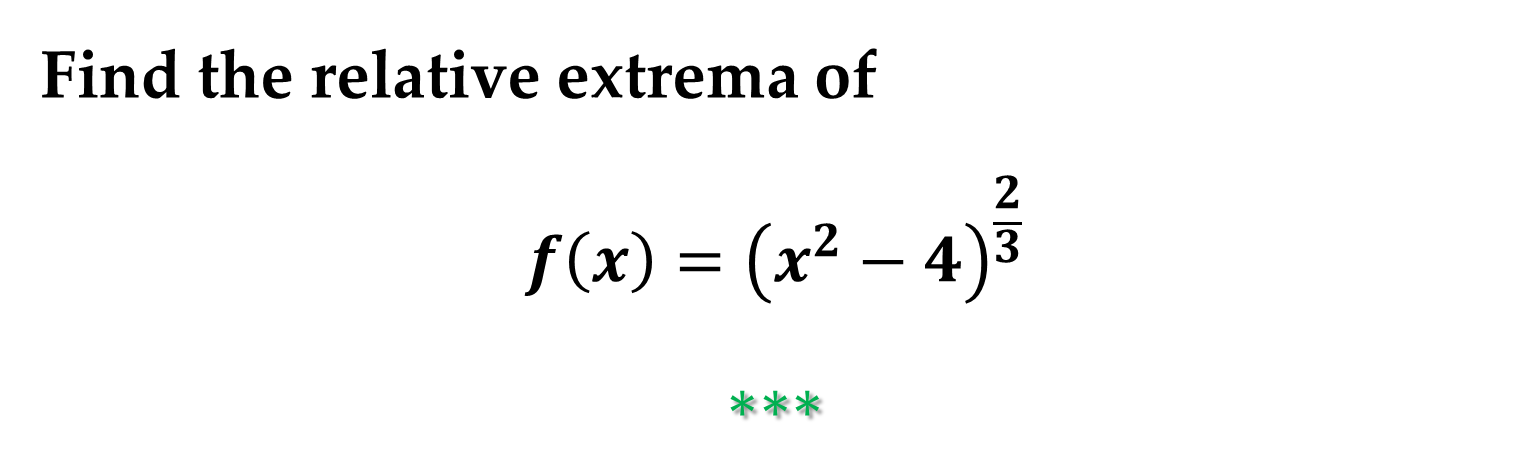 Find the relative extrema of
f(x) = (x² − 4)^{2/3}
***